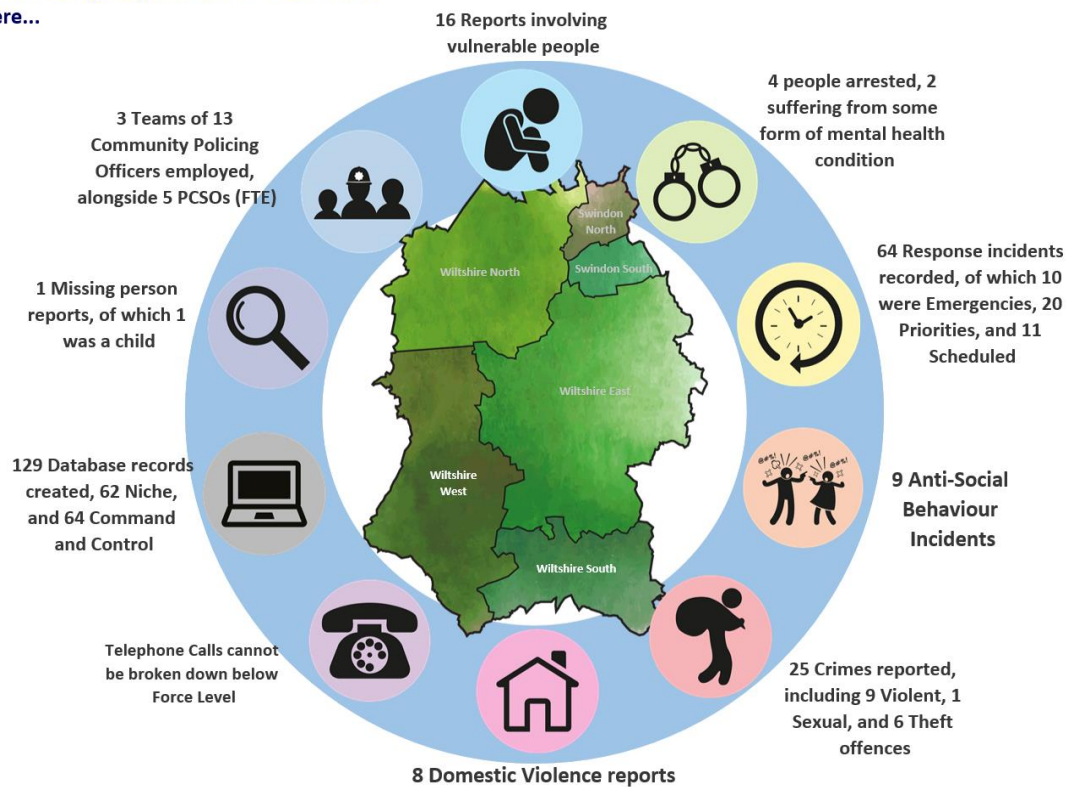 ere...
16 Reports involving
vulnerable people
4 people arrested, 2
suffering from some
form of mental health
condition
3 Teams of 13
Community Policing
Officers employed,
alongside 5 PCSOs (FTE)
Swindon
North
Swindon South
Wiltshire North
64 Response incidents
recorded, of which 10
were Emergencies, 20
Priorities, and 11
Scheduled
1 Missing person
reports, of which 1
was a child
Wiltshire East
129 Database records
created, 62 Niche,
and 64 Command
and Control
Wiltshire
West
@#%!
@#%!
@#%!
9 Anti-Social
Behaviour
Incidents
Wiltshire South
Telephone Calls cannot
be broken down below
Force Level
25 Crimes reported,
including 9 Violent, 1
Sexual, and 6 Theft
offences
8 Domestic Violence reports